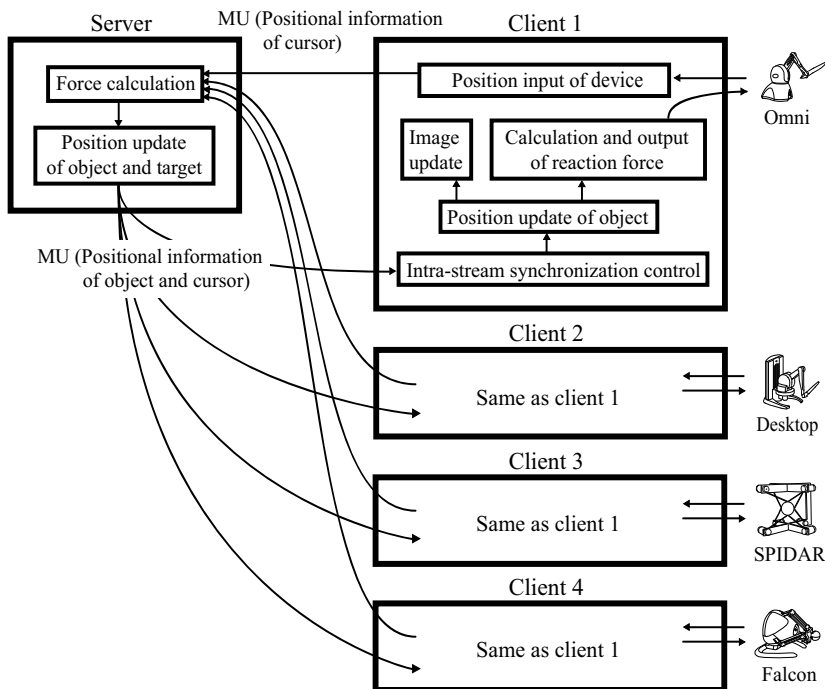 Server
MU (Positional information
of cursor)
Client 1
Force calculation
Position input of device
Omni
Position update
of object and target
Image
update
Calculation and output
of reaction force
Position update of object
MU (Positional information
of object and cursor)
Intra-stream synchronization control
Client 2
Same as client 1
Desktop
Client 3
Same as client 1
SPIDAR
Client 4
Same as client 1
Falcon